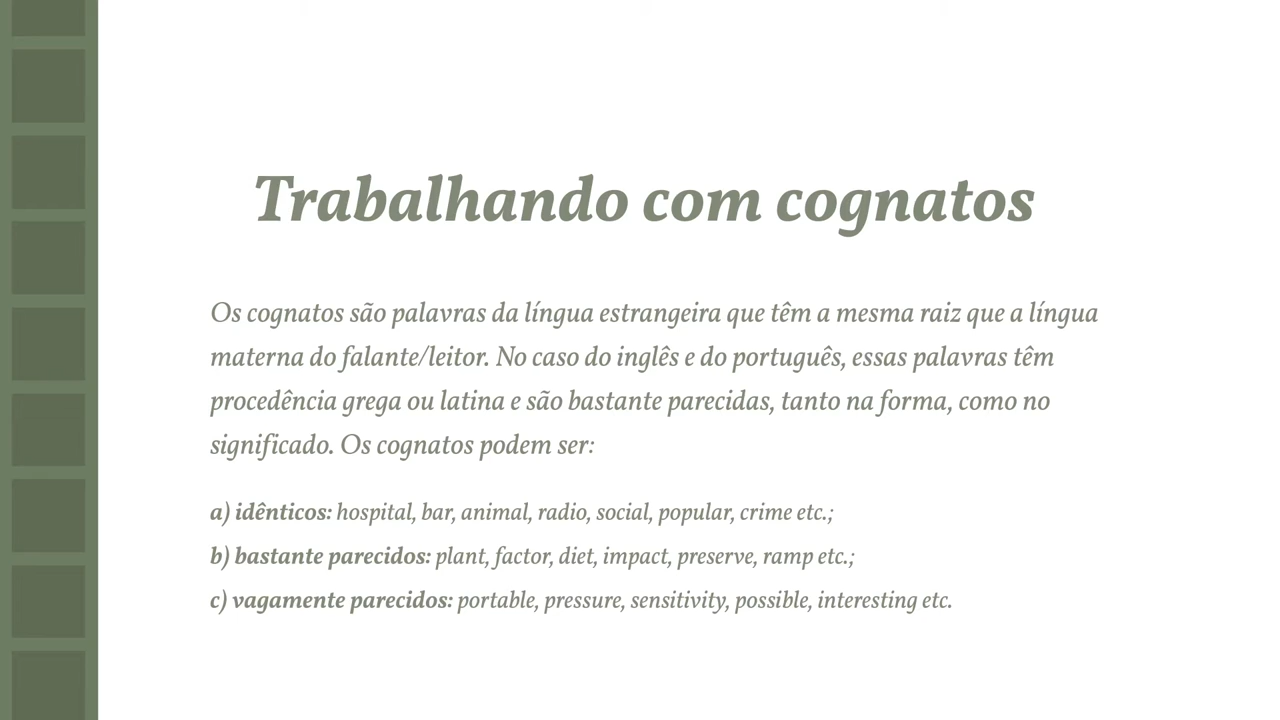 Trabalhando com cognatos
Os cognatos são palavras da língua estrangeira que têm a mesma raiz que a língua
materna do falante/leitor. No caso do inglês e do português, essas palavras têm
procedência grega ou latina e são bastante parecidas, tanto na forma, como no
significado. Os cognatos podem ser:
a) idênticos: hospital, bar, animal, radio, social, popular, crime etc.;
b) bastante parecidos: plant, factor, diet, impact, preserve, ramp etc.;
c) vagamente parecidos: portable, pressure, sensitivity, possible, interesting etc.